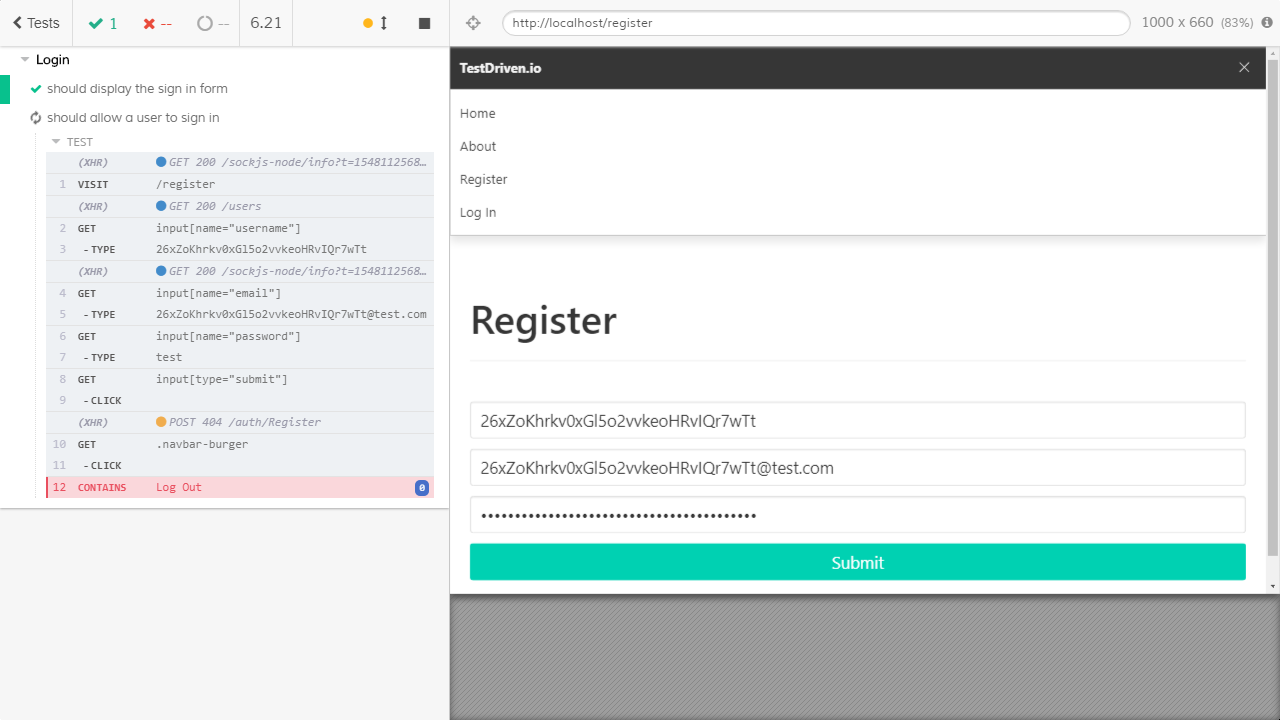 Tests
1
--
--
6.21
http://localhost/register
1000 x 660 (83%)
Login
should display the sign in form
should allow a user to sign in
TEST
(XHR) GET 200 /sockjs-node/info?t=1548112568…
1 VISIT /register
(XHR) GET 200 /users
2 GET input[name="username"]
3 -TYPE 26xZoKhrkv0xGl5o2vvkeoHRvIQr7wTt
(XHR) GET 200 /sockjs-node/info?t=1548112568…
4 GET input[name="email"]
5 -TYPE 26xZoKhrkv0xGl5o2vvkeoHRvIQr7wTt@test.com
6 GET input[name="password"]
7 -TYPE test
8 GET input[type="submit"]
9 -CLICK
(XHR) POST 404 /auth/Register
10 GET .navbar-burger
11 -CLICK
12 CONTAINS Log Out 0
TestDriven.io
Home
About
Register
Log In
Register
26xZoKhrkv0xGl5o2vvkeoHRvIQr7wTt
26xZoKhrkv0xGl5o2vvkeoHRvIQr7wTt@test.com
Submit